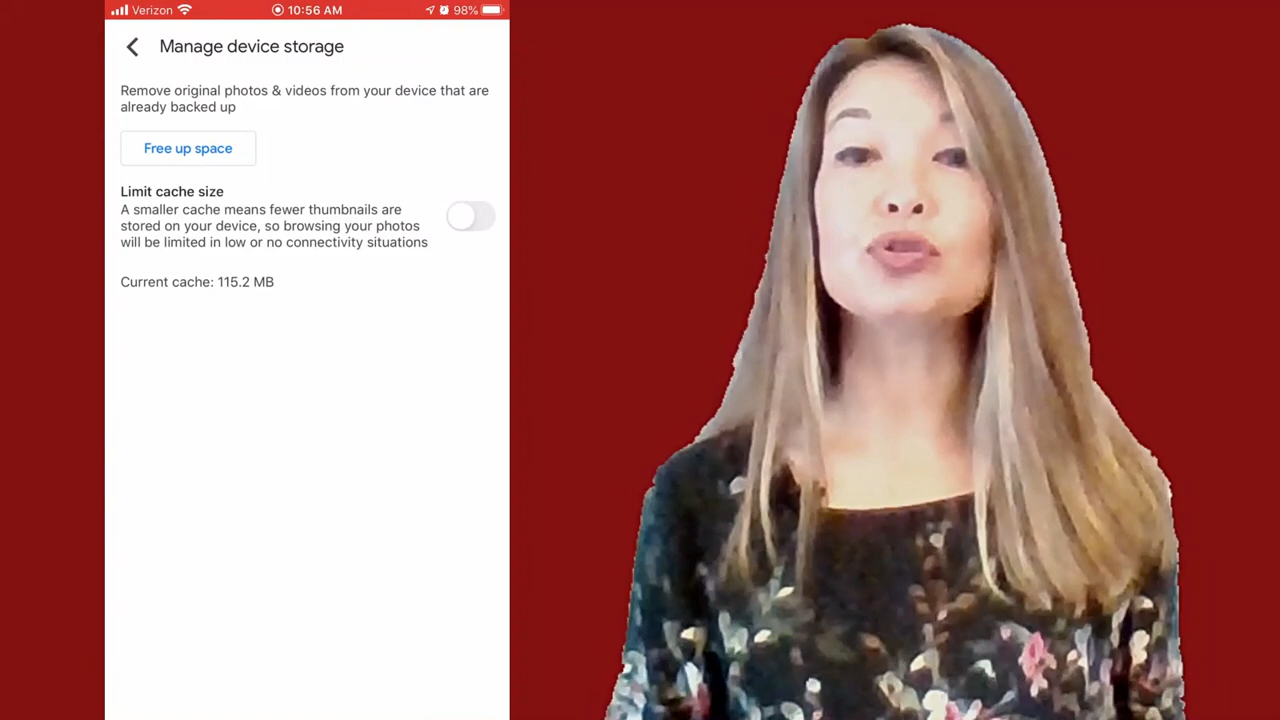 Verizon 10:56 AM 98%
Manage device storage
Remove original photos & videos from your device that are
already backed up
Free up space
Limit cache size
A smaller cache means fewer thumbnails are
stored on your device, so browsing your photos
will be limited in low or no connectivity situations
Current cache: 115.2 MB